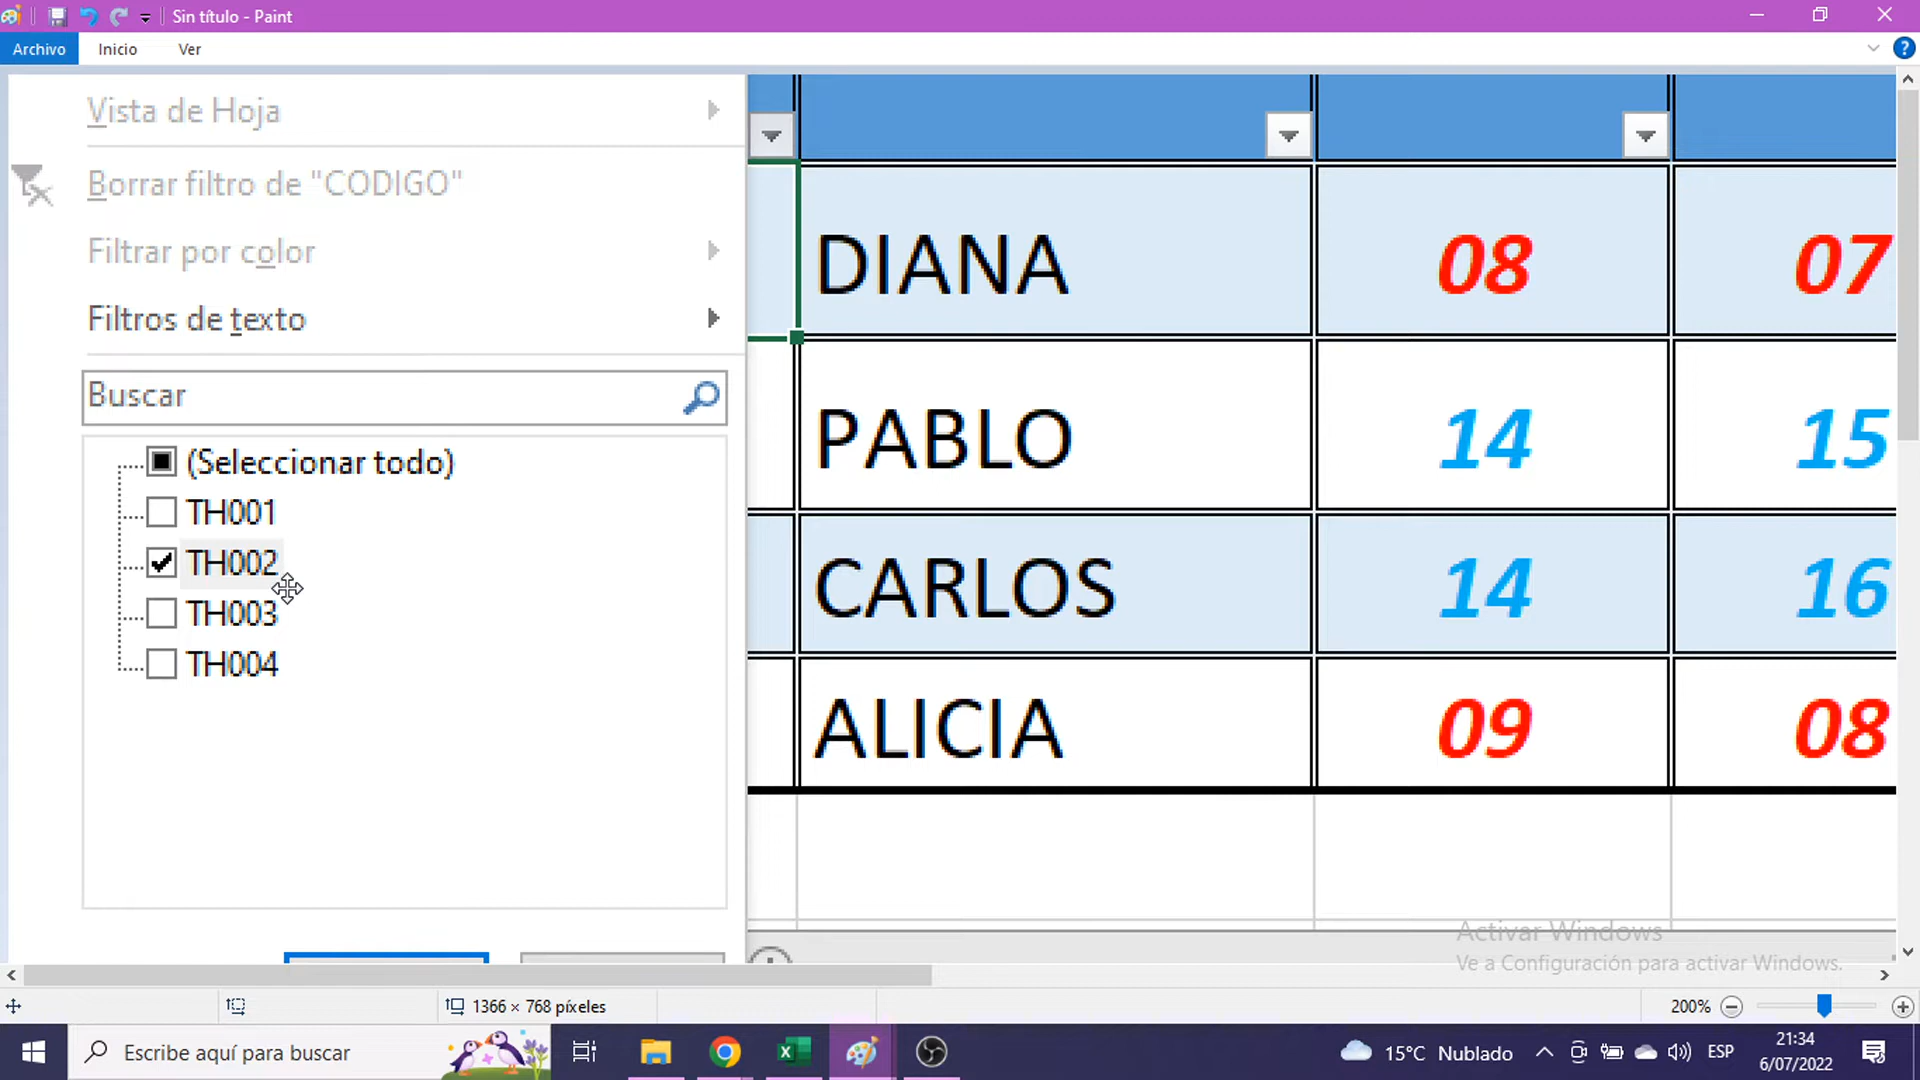 Sin título - Paint
Archivo Inicio Ver
Vista de Hoja
Borrar filtro de "CODIGO"
Filtrar por color
Filtros de texto
Buscar
(Seleccionar todo)
TH001
TH002
TH003
TH004
DIANA 08 07
PABLO 14 15
CARLOS 14 16
ALICIA 09 08
Activar Windows
Ve a Configuración para activar Windows.
1366 × 768 píxeles 200%
Escribe aquí para buscar
15°C Nublado
ESP
21:34
6/07/2022